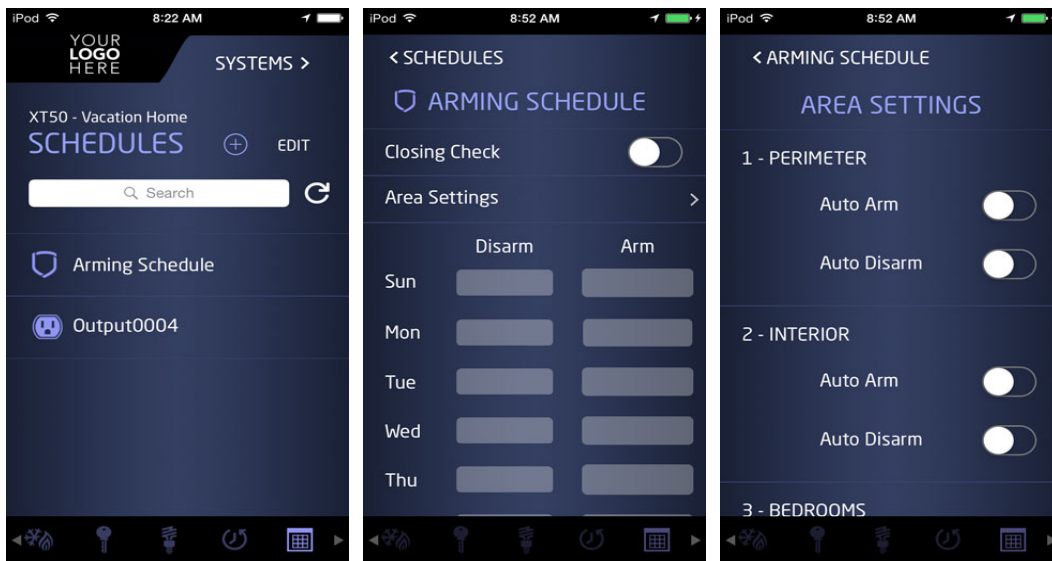 iPod 8:22 AM
YOUR
LOGO
HERE
SYSTEMS >
XT50 - Vacation Home
SCHEDULES EDIT
Search
Arming Schedule
Output0004
iPod 8:52 AM
< SCHEDULES
ARMING SCHEDULE
Closing Check
Area Settings >
Disarm Arm
Sun
Mon
Tue
Wed
Thu
iPod 8:52 AM
< ARMING SCHEDULE
AREA SETTINGS
1 - PERIMETER
Auto Arm
Auto Disarm
2 - INTERIOR
Auto Arm
Auto Disarm
3 - BEDROOMS